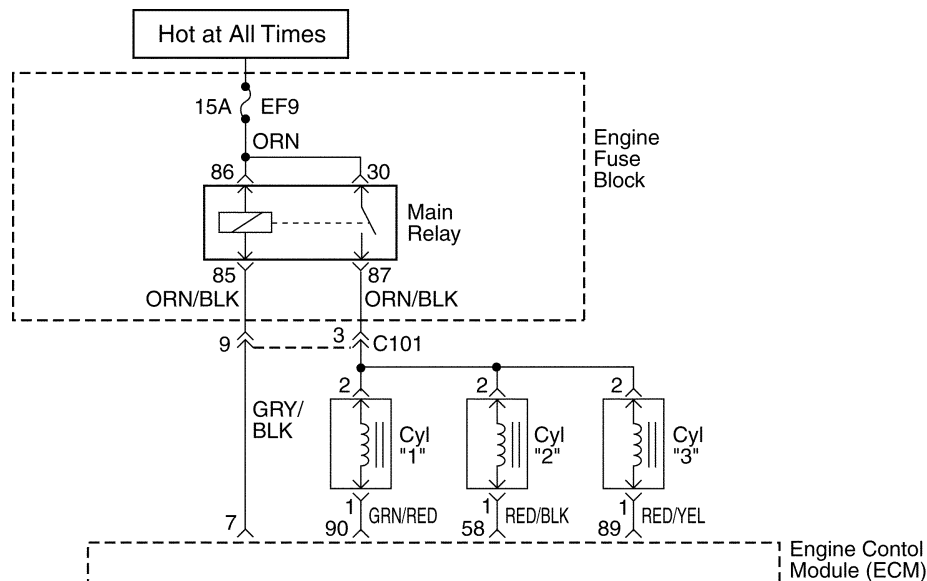 Hot at All Times
15A EF9
ORN
Engine
Fuse
Block
86 30
Main
Relay
85 87
ORN/BLK ORN/BLK
9 3 C101
2 2 2
GRY/
BLK
Cyl
"1"
Cyl
"2"
Cyl
"3"
1 1 1
GRN/RED RED/BLK RED/YEL
7 90 58 89
Engine Contol
Module (ECM)